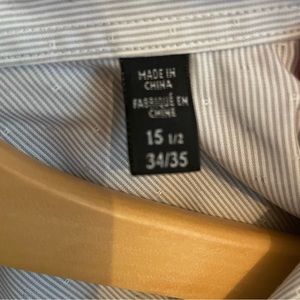 MADE IN
CHINA
FABRIQUÉ EN
CHINE
15 1/2
34/35